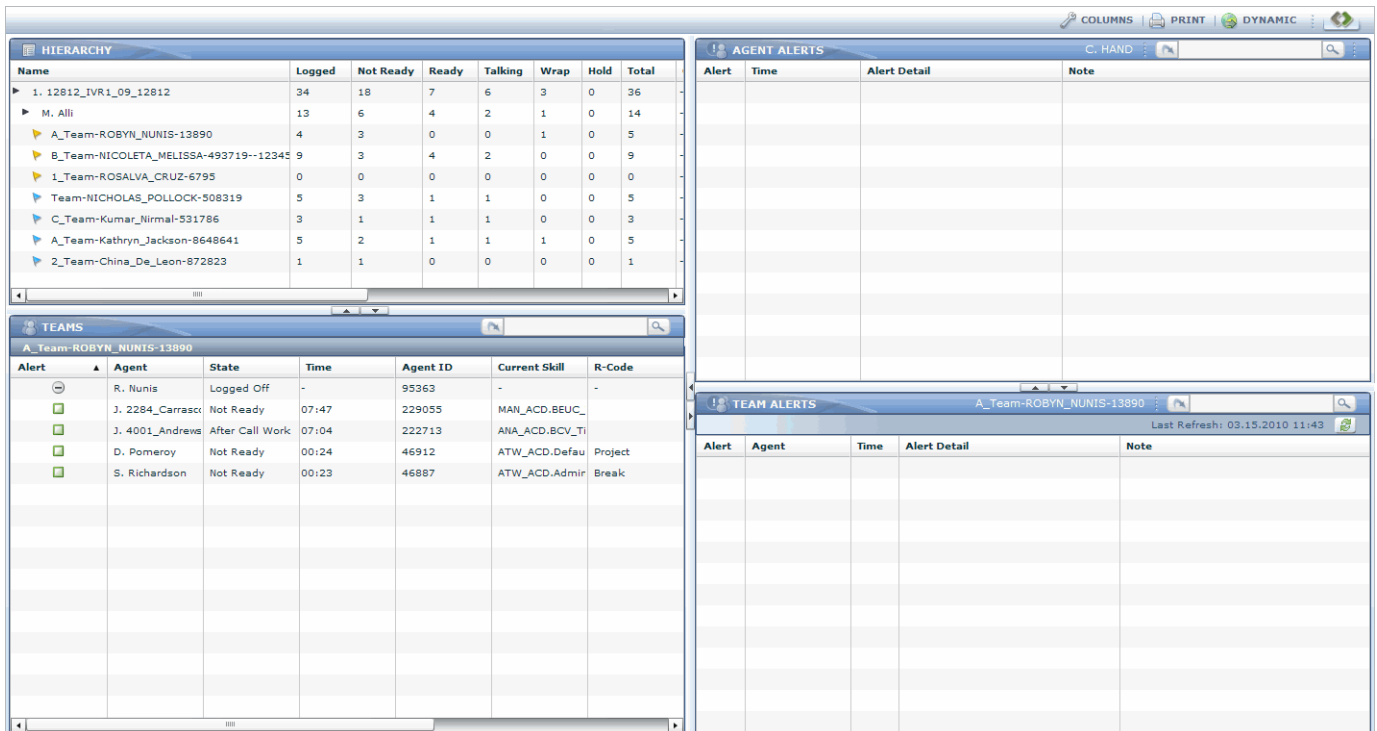 COLUMNS | PRINT | DYNAMIC
HIERARCHY
Name Logged Not Ready Ready Talking Wrap Hold Total
1. 12812_IVR1_09_12812 34 18 7 6 3 0 36 -
M. Alli 13 6 4 2 1 0 14 -
A_Team-ROBYN_NUNIS-13890 4 3 0 0 1 0 5 -
B_Team-NICOLETA_MELISSA-493719--12345 9 3 4 2 0 0 9 -
1_Team-ROSALVA_CRUZ-6795 0 0 0 0 0 0 0 -
Team-NICHOLAS_POLLOCK-508319 5 3 1 1 0 0 5 -
C_Team-Kumar_Nirmal-531786 3 1 1 1 0 0 3 -
A_Team-Kathryn_Jackson-8648641 5 2 1 1 1 0 5 -
2_Team-China_De_Leon-872823 1 1 0 0 0 0 1 -
AGENT ALERTS C. HAND
Alert Time Alert Detail Note
TEAMS
A_Team-ROBYN_NUNIS-13890
Alert Agent State Time Agent ID Current Skill R-Code
R. Nunis Logged Off - 95363 - -
J. 2284_Carrasc Not Ready 07:47 229055 MAN_ACD.BEUC_
J. 4001_Andrews After Call Work 07:04 222713 ANA_ACD.BCV_Ti
D. Pomeroy Not Ready 00:24 46912 ATW_ACD.Defau Project
S. Richardson Not Ready 00:23 46887 ATW_ACD.Admir Break
TEAM ALERTS A_Team-ROBYN_NUNIS-13890
Last Refresh: 03.15.2010 11:43
Alert Agent Time Alert Detail Note